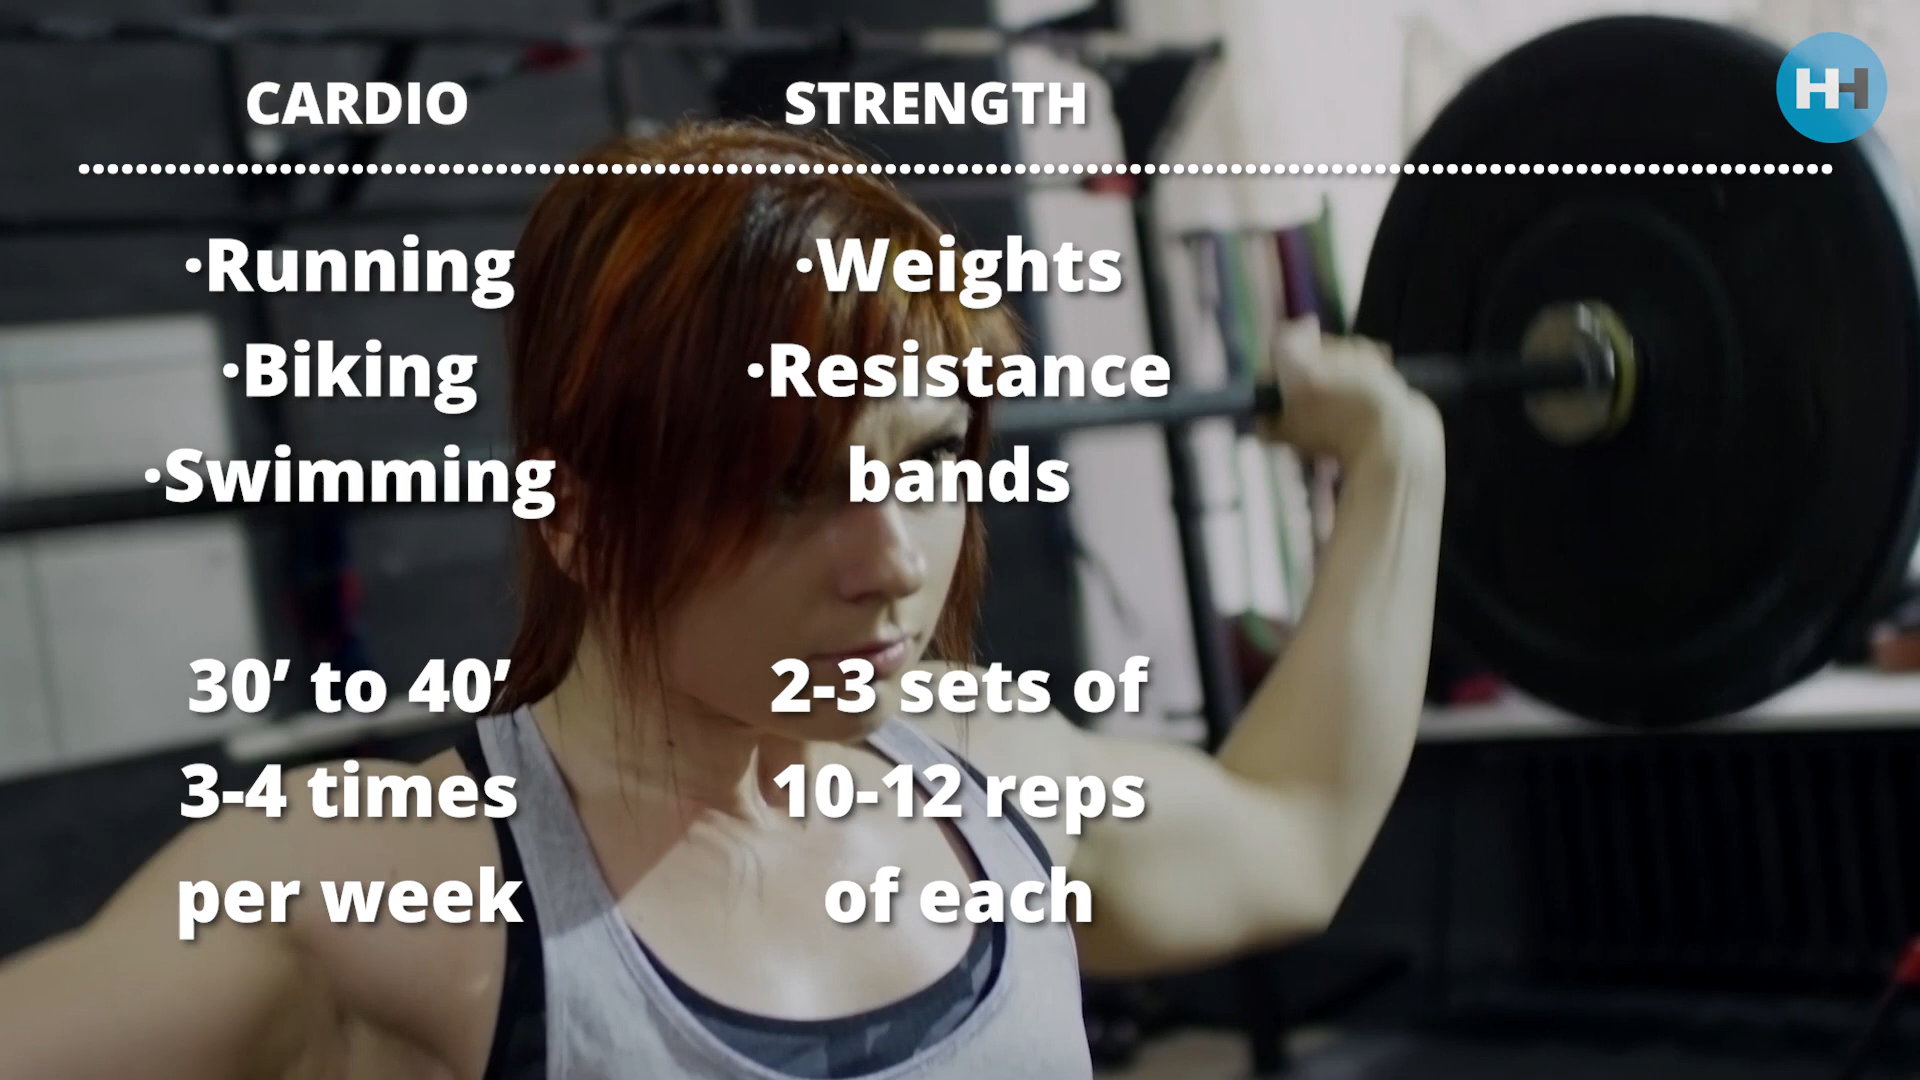 CARDIO
STRENGTH
·Running
·Biking
·Swimming
30’ to 40’
3-4 times
per week
·Weights
·Resistance
bands
2-3 sets of
10-12 reps
of each
HH